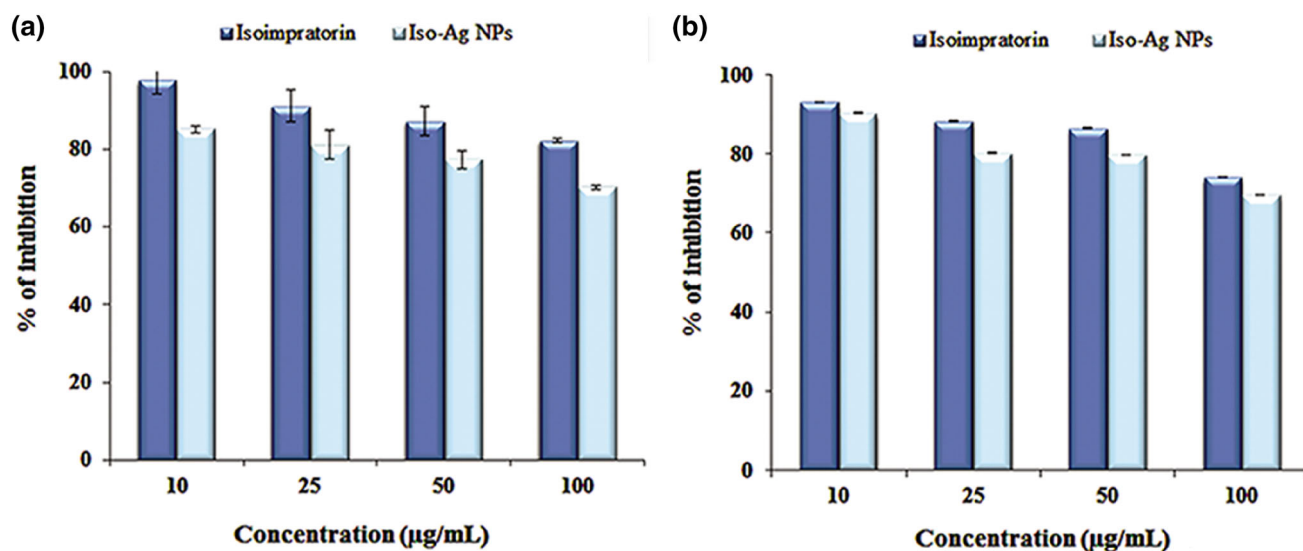 (a)
Isoimpratorin Iso-Ag NPs
100
80
60
40
20
0
% of inhibition
10 25 50 100
Concentration (µg/mL)
(b)
Isoimpratorin Iso-Ag NPs
100
80
60
40
20
0
% of inhibition
10 25 50 100
Concentration (µg/mL)